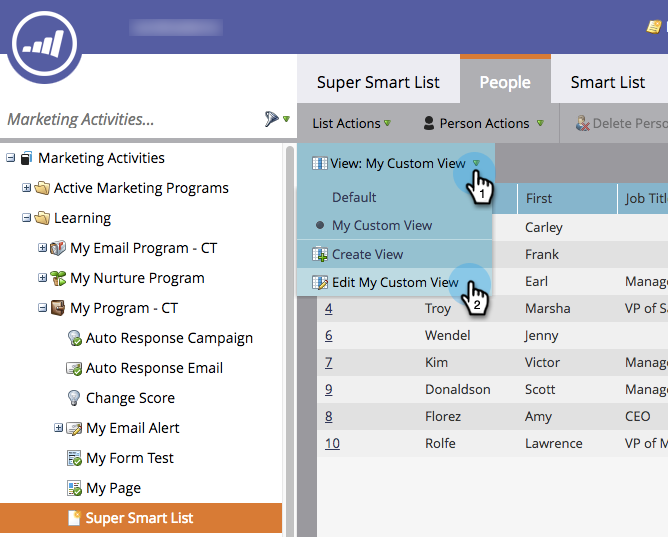 Super Smart List
People
Smart List
Marketing Activities...
List Actions
Person Actions
Delete Perso
Marketing Activities
Active Marketing Programs
Learning
My Email Program - CT
My Nurture Program
My Program - CT
Auto Response Campaign
Auto Response Email
Change Score
My Email Alert
My Form Test
My Page
Super Smart List
View: My Custom View
1
Default
My Custom View
Create View
Edit My Custom View
2
First Job Titl
Carley
Frank
Earl Manage
4 Troy Marsha VP of Sa
6 Wendel Jenny
7 Kim Victor Manage
9 Donaldson Scott Manage
8 Florez Amy CEO
10 Rolfe Lawrence VP of M